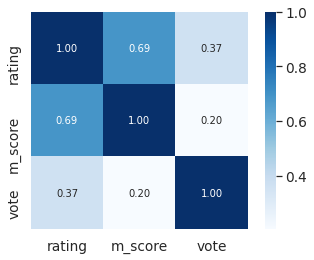 rating 1.00 0.69 0.37
m_score 0.69 1.00 0.20
vote 0.37 0.20 1.00
rating m_score vote
1.0
0.8
0.6
0.4